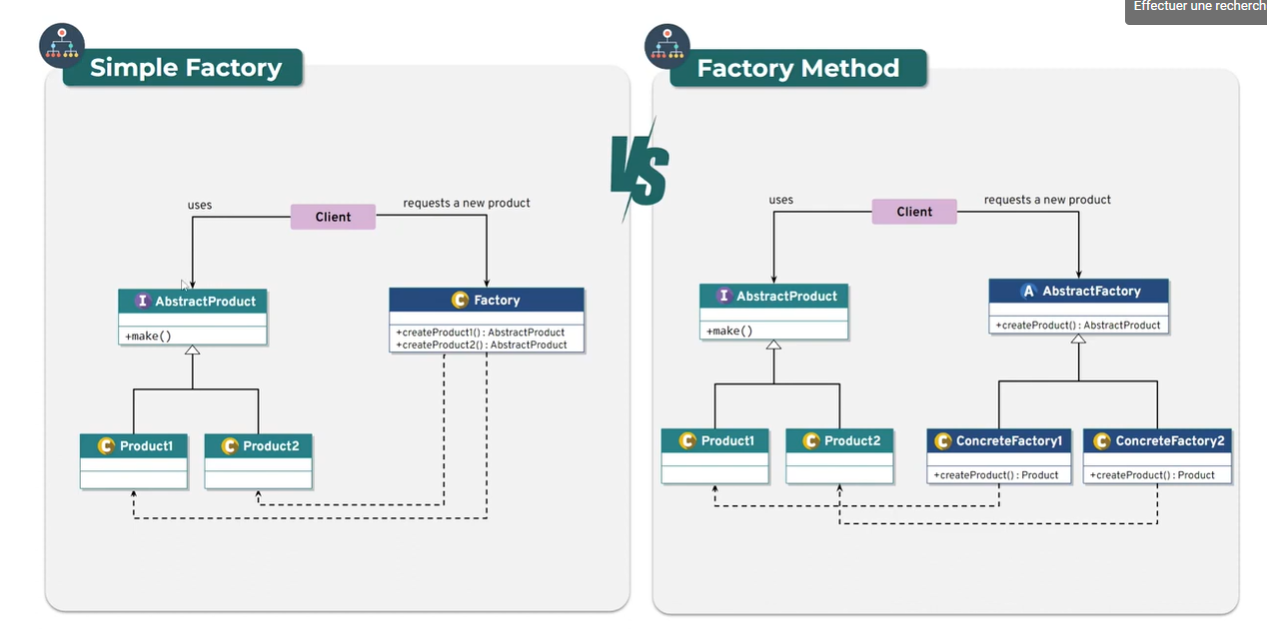 Effectuer une recherch
Simple Factory
Factory Method
VS
uses
requests a new product
Client
I AbstractProduct
+make()
C Factory
+createProduct1() : AbstractProduct
+createProduct2() : AbstractProduct
C Product1
C Product2
uses
requests a new product
Client
I AbstractProduct
+make()
A AbstractFactory
+createProduct() : AbstractProduct
C Product1
C Product2
C ConcreteFactory1
+createProduct() : Product
C ConcreteFactory2
+createProduct() : Product